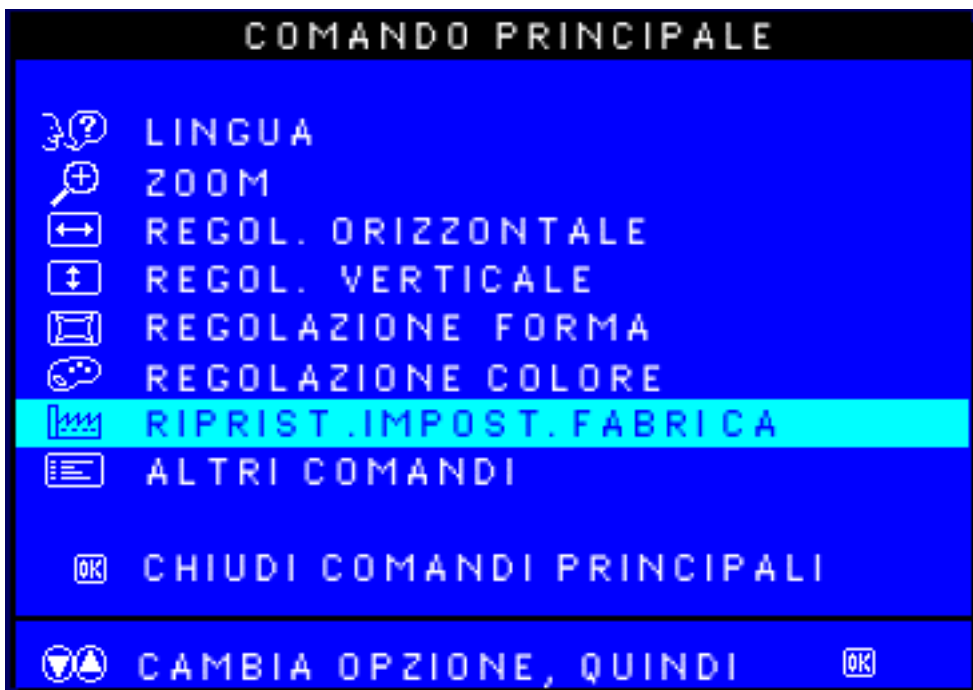 COMANDO PRINCIPALE
LINGUA
ZOOM
REGOL. ORIZZONTALE
REGOL. VERTICALE
REGOLAZIONE FORMA
REGOLAZIONE COLORE
RIPRIST.IMPOST.FABRICA
ALTRI COMANDI
OK CHIUDI COMANDI PRINCIPALI
CAMBIA OPZIONE, QUINDI OK